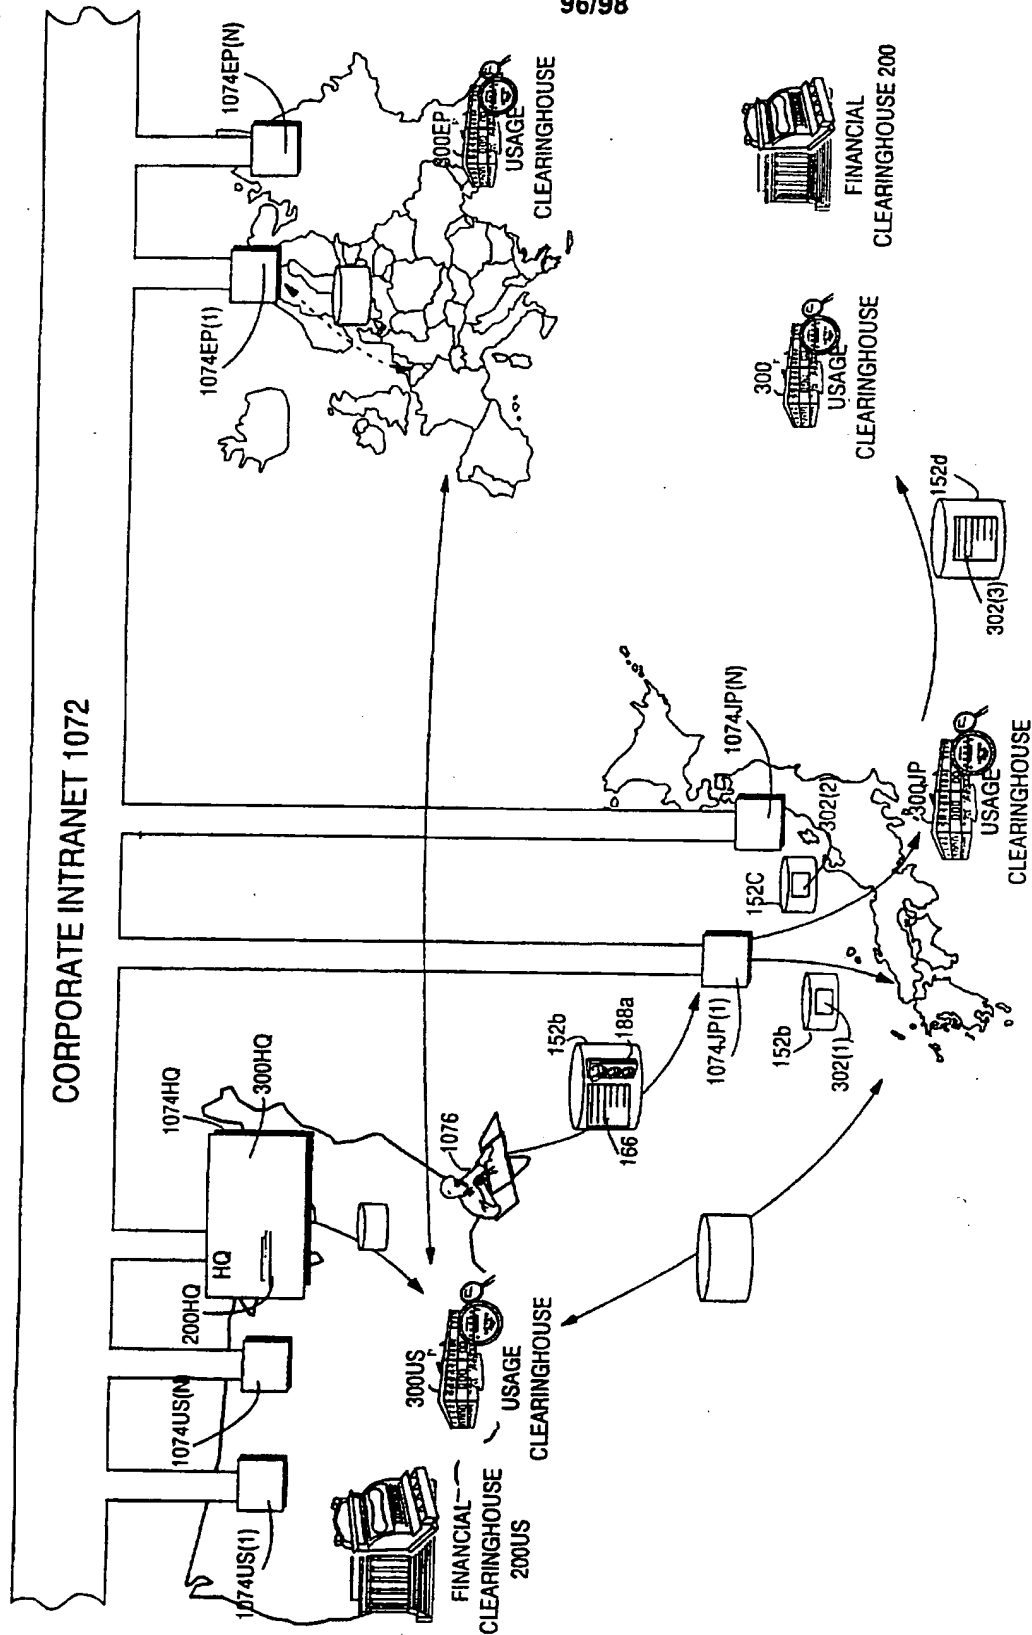 96/98
CORPORATE INTRANET 1072
1074US(1)
1074US(N)
200HQ
HQ
1074HQ
300HQ
1074EP(1)
1074EP(N)
300EP
USAGE
CLEARINGHOUSE
FINANCIAL
CLEARINGHOUSE
200US
300US
USAGE
CLEARINGHOUSE
1076
152b
188a
166
1074JP(1)
1074JP(N)
152C
302(2)
152b
302(1)
300JP
USAGE
CLEARINGHOUSE
152d
302(3)
300
USAGE
CLEARINGHOUSE
FINANCIAL
CLEARINGHOUSE 200